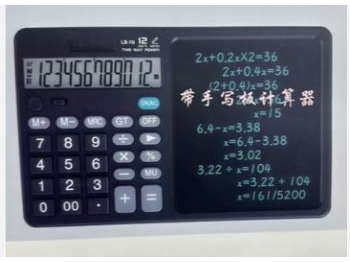 LS-70 12
TWO WAY POWER
123456789012.
ON/AC
M+ M- MRC GT OFF
7 8 9 ÷ ▶
4 5 6 × %
1 2 3 − MU
0 00 · + =
2x+0.2xX2=36
2x+0.4x=36
(2+0.4)x=36
带手写板计算器
x=15
6.4-x=3.38
x=6.4-3.38
x=3.02
3.22 ÷ x=104
x=3.22 ÷ 104
x=161/5200